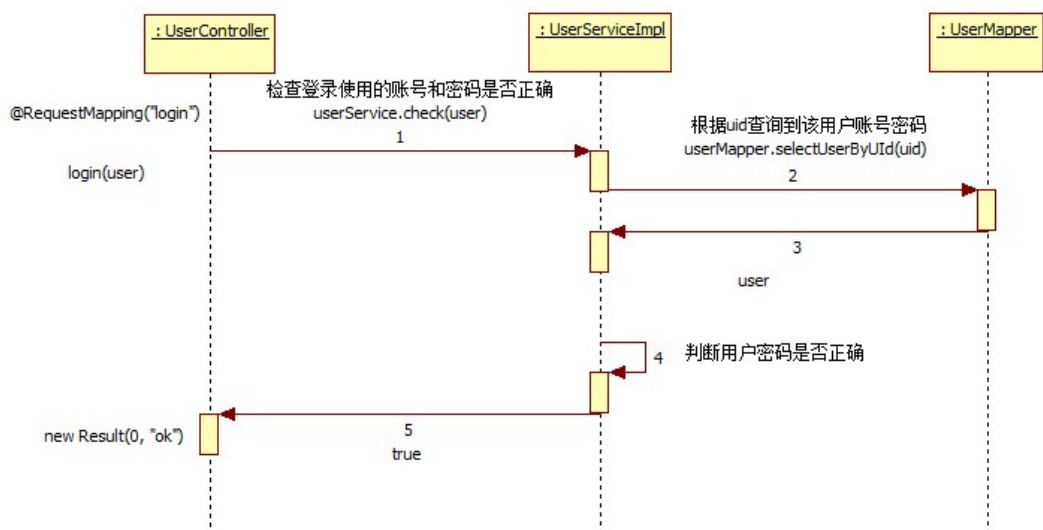 : UserController
: UserServiceImpl
: UserMapper
检查登录使用的账号和密码是否正确
@RequestMapping("login")
userService.check(user)
1
根据uid查询到该用户账号密码
userMapper.selectUserByUId(uid)
login(user)
2
3
user
4
判断用户密码是否正确
new Result(0, "ok")
5
true